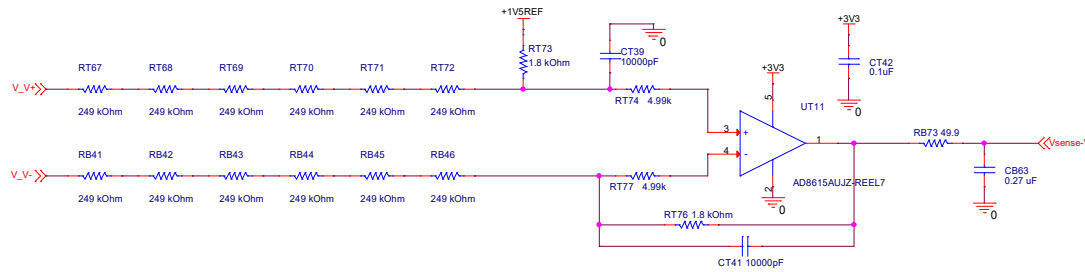 +1V5REF
+3V3
RT73
1.8 kOhm
CT39
10000pF
0
CT42
0.1uF
0
RT67
RT68
RT69
RT70
RT71
RT72
+3V3
V_V+
249 kOhm
249 kOhm
249 kOhm
249 kOhm
249 kOhm
249 kOhm
RT74 4.99k
5
UT11
3
+
1
RB73 49.9
Vsense-V
RB41
RB42
RB43
RB44
RB45
RB46
4
-
V_V-
249 kOhm
249 kOhm
249 kOhm
249 kOhm
249 kOhm
249 kOhm
RT77 4.99k
2
AD8615AUJZ-REEL7
0
CB63
0.27 uF
0
RT76 1.8 kOhm
CT41 10000pF